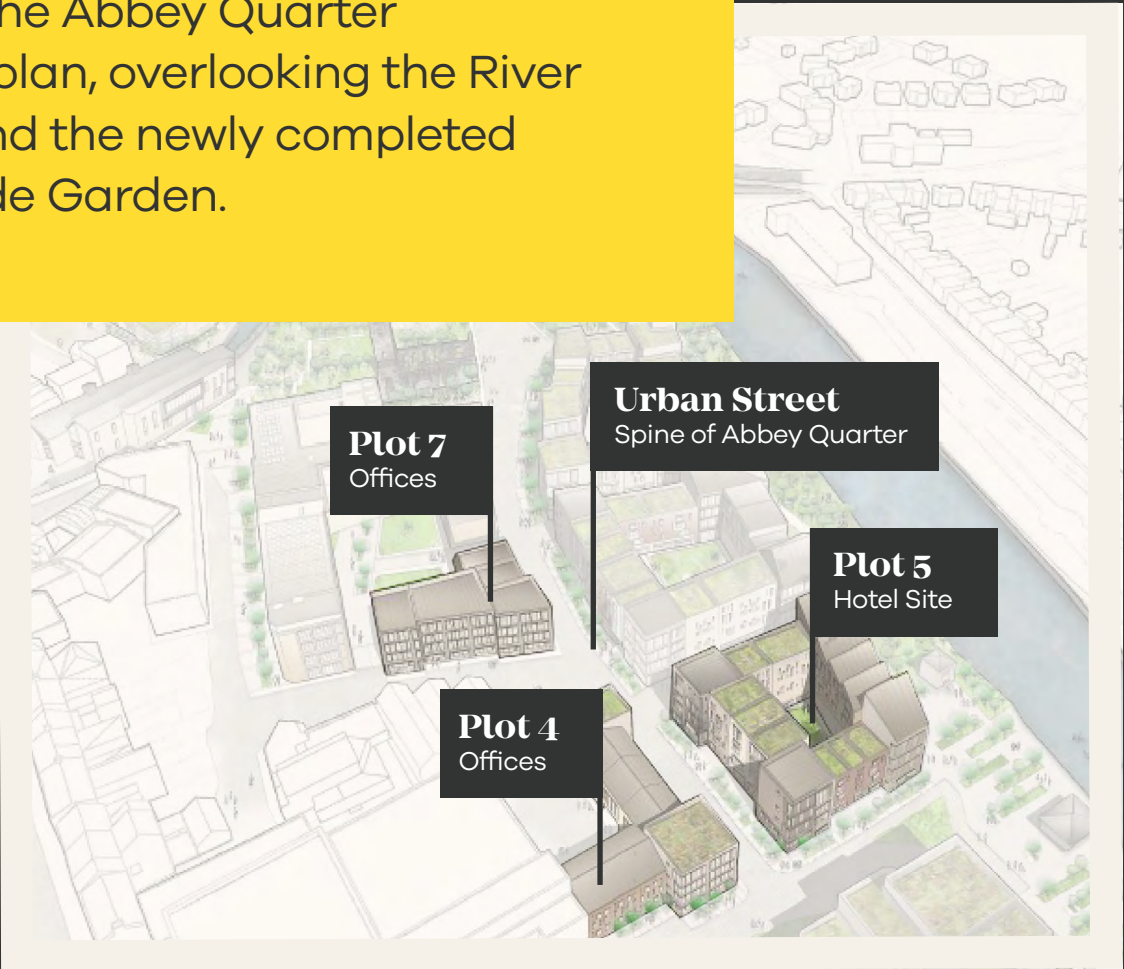 he Abbey Quarter
plan, overlooking the River
nd the newly completed
de Garden.
Urban Street
Spine of Abbey Quarter
Plot 7
Offices
Plot 5
Hotel Site
Plot 4
Offices